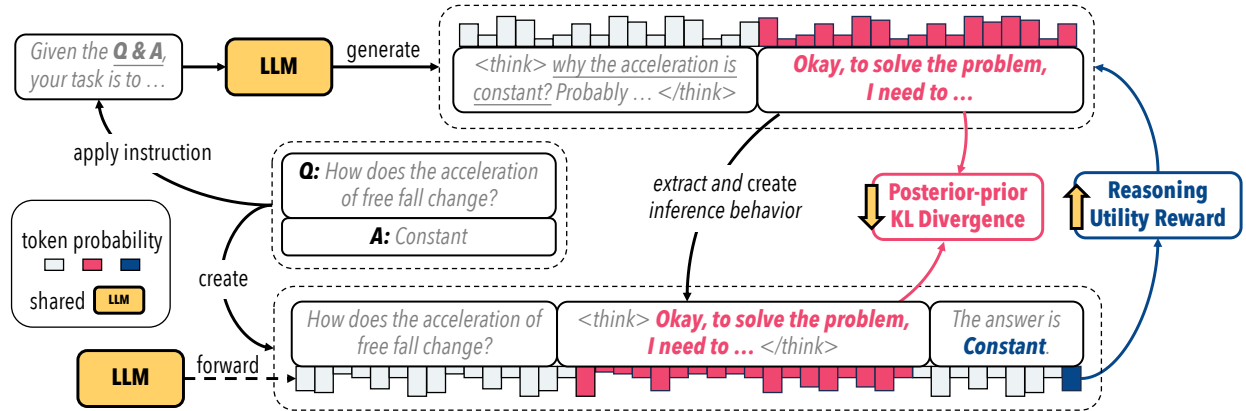 Given the Q & A,
your task is to ...
LLM
generate
<think> why the acceleration is
constant? Probably ... </think>
Okay, to solve the problem,
I need to ...
apply instruction
Q: How does the acceleration
of free fall change?
A: Constant
extract and create
inference behavior
Posterior-prior
KL Divergence
Reasoning
Utility Reward
token probability
shared LLM
create
How does the acceleration of
free fall change?
<think> Okay, to solve the problem,
I need to ... </think>
The answer is
Constant.
LLM
forward